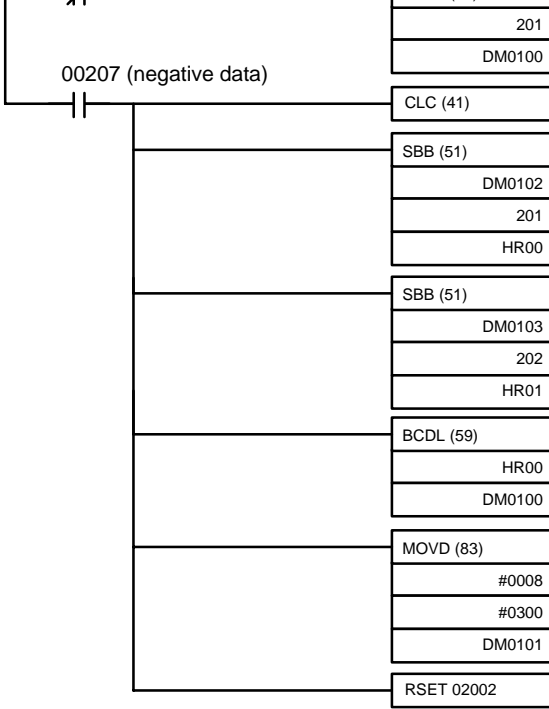 201
DM0100
00207 (negative data)
CLC (41)
SBB (51)
DM0102
201
HR00
SBB (51)
DM0103
202
HR01
BCDL (59)
HR00
DM0100
MOVD (83)
#0008
#0300
DM0101
RSET 02002